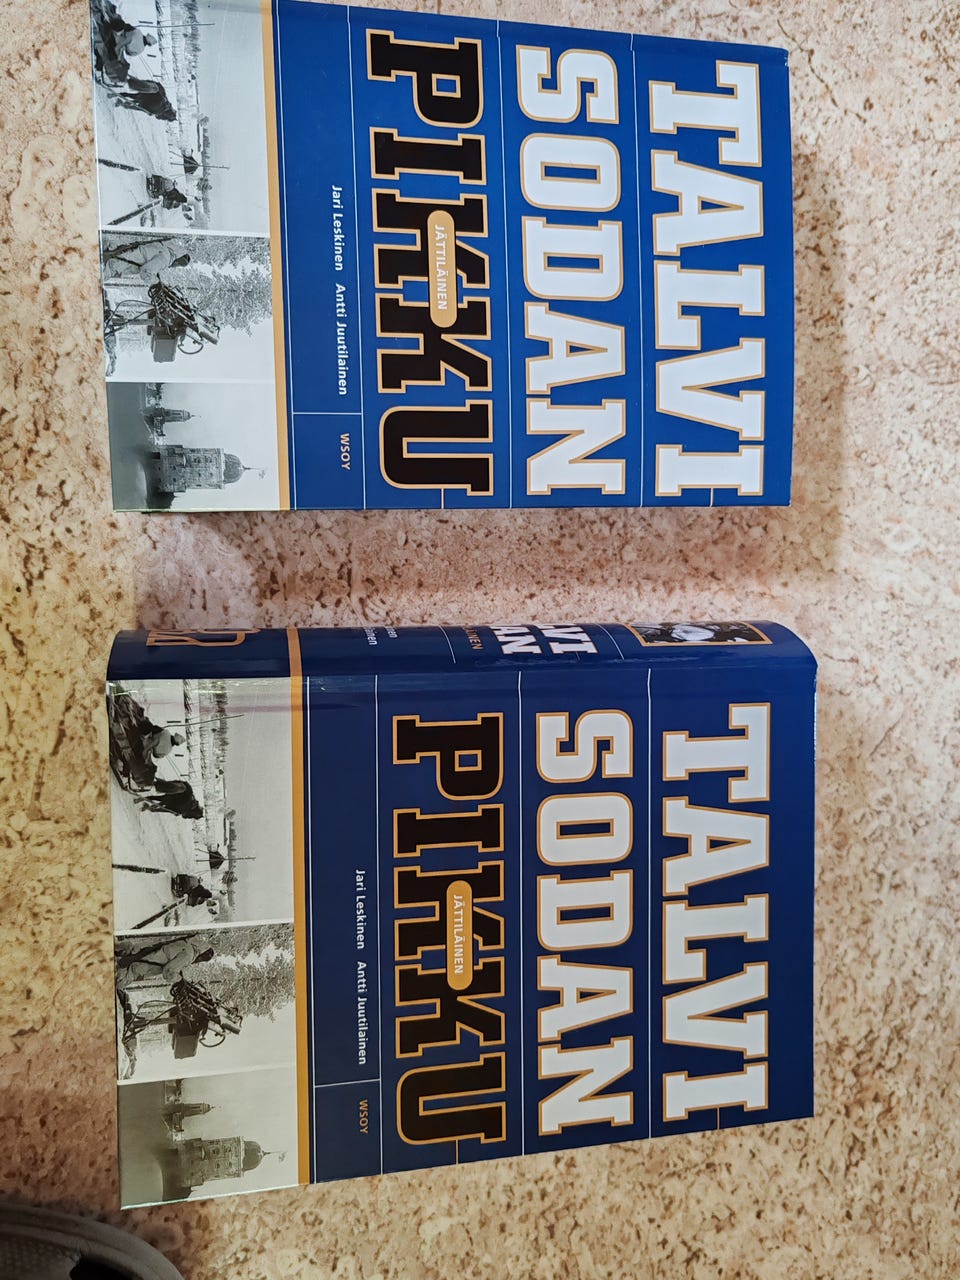 TALVI
SODAN
PIKKU
JÄTTILÄINEN
Jari Leskinen Antti Juutilainen
WSOY
TALVI
SODAN
PIKKU
JÄTTILÄINEN
Jari Leskinen Antti Juutilainen
WSOY